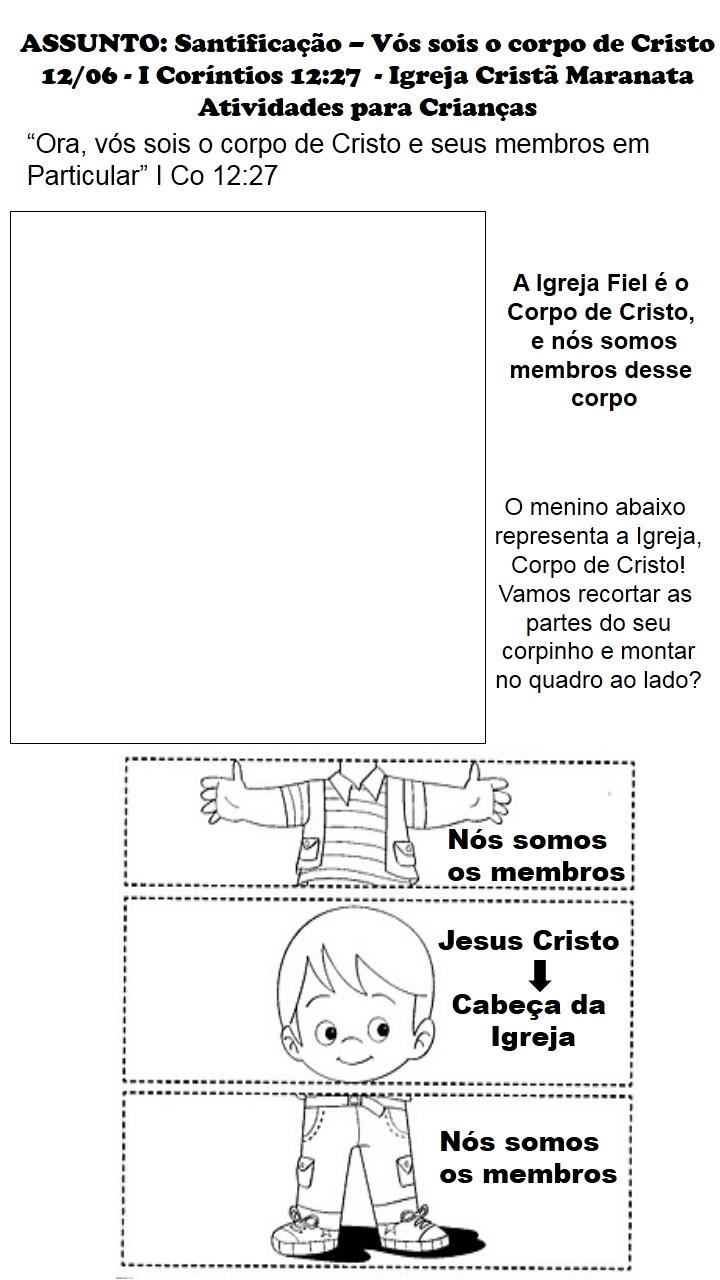 ASSUNTO: Santificação – Vós sois o corpo de Cristo
12/06 - I Coríntios 12:27 - Igreja Cristã Maranata
Atividades para Crianças
“Ora, vós sois o corpo de Cristo e seus membros em
Particular” I Co 12:27
A Igreja Fiel é o
Corpo de Cristo,
e nós somos
membros desse
corpo
O menino abaixo
representa a Igreja,
Corpo de Cristo!
Vamos recortar as
partes do seu
corpinho e montar
no quadro ao lado?
Nós somos
os membros
Jesus Cristo
Cabeça da
Igreja
Nós somos
os membros